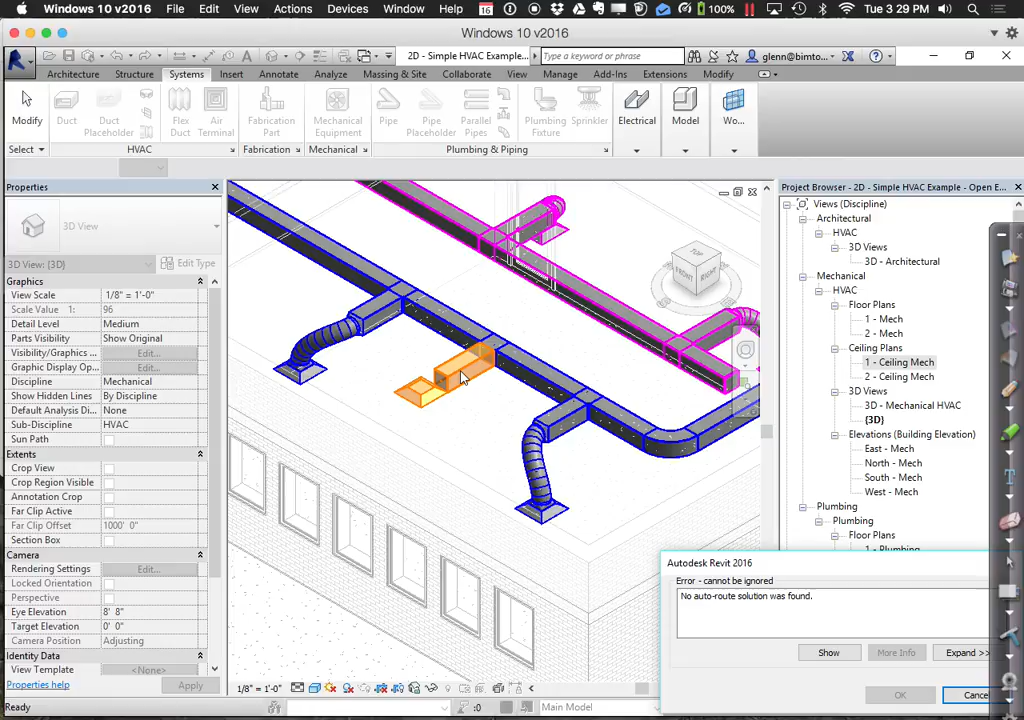 Windows 10 v2016 File Edit View Actions Devices Window Help 16 100% Tue 3 29 PM
Windows 10 v2016
2D - Simple HVAC Example... Type a keyword or phrase glenn@bimto...
Architecture Structure Systems Insert Annotate Analyze Massing & Site Collaborate View Manage Add-Ins Extensions Modify
Modify Duct Duct Placeholder Flex Duct Air Terminal Fabrication Part Mechanical Equipment Pipe Pipe Placeholder Parallel Pipes Plumbing Fixture Sprinkler Electrical Model Wo...
Select HVAC Fabrication Mechanical Plumbing & Piping
Properties
3D View
3D View: {3D} Edit Type
Graphics
View Scale 1/8" = 1'-0"
Scale Value 1: 96
Detail Level Medium
Parts Visibility Show Original
Visibility/Graphics ... Edit...
Graphic Display Op... Edit...
Discipline Mechanical
Show Hidden Lines By Discipline
Default Analysis Di... None
Sub-Discipline HVAC
Sun Path
Extents
Crop View
Crop Region Visible
Annotation Crop
Far Clip Active
Far Clip Offset 1000' 0"
Section Box
Camera
Rendering Settings Edit...
Locked Orientation
Perspective
Eye Elevation 8' 8"
Target Elevation 0' 0"
Camera Position Adjusting
Identity Data
View Template <None>
Properties help Apply
TOP
FRONT
RIGHT
Project Browser - 2D - Simple HVAC Example - Open E...
Views (Discipline)
Architectural
HVAC
3D Views
3D - Architectural
Mechanical
HVAC
Floor Plans
1 - Mech
2 - Mech
Ceiling Plans
1 - Ceiling Mech
2 - Ceiling Mech
3D Views
3D - Mechanical HVAC
{3D}
Elevations (Building Elevation)
East - Mech
North - Mech
South - Mech
West - Mech
Plumbing
Plumbing
Floor Plans
1 - Plumbing
Autodesk Revit 2016
Error - cannot be ignored
No auto-route solution was found.
Show More Info Expand >>
OK Cancel
1/8" = 1'-0"
Ready :0 Main Model